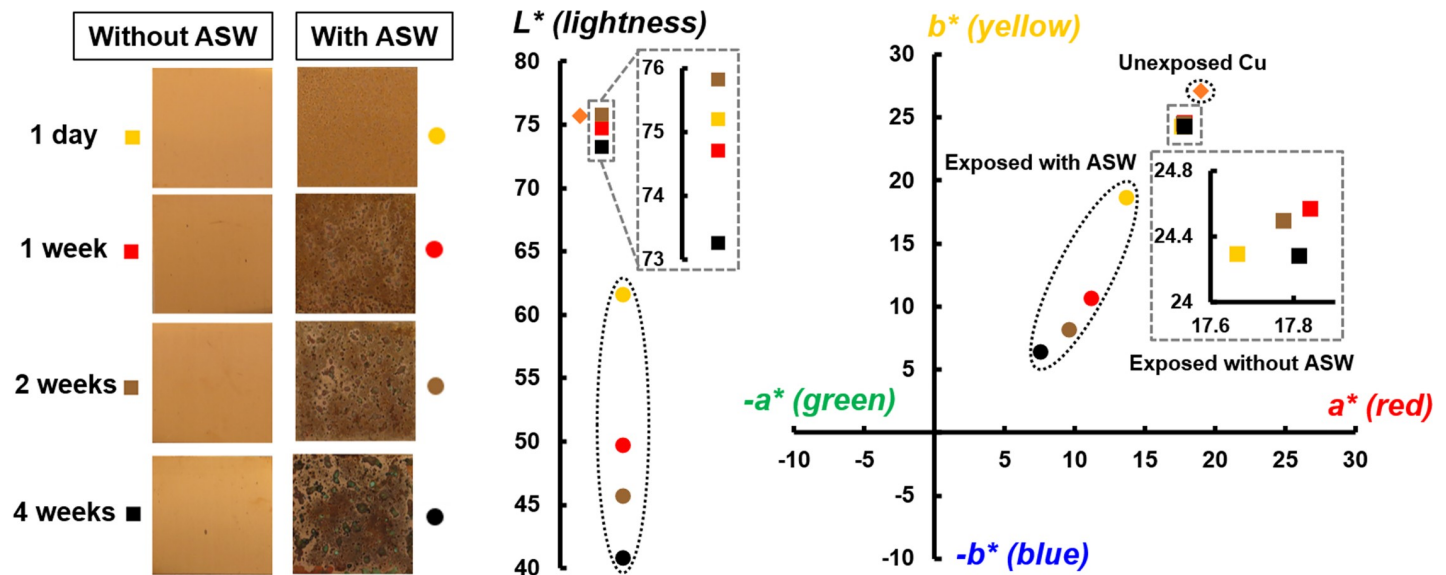 Without ASW
With ASW
1 day
1 week
2 weeks
4 weeks
L* (lightness)
80
75
70
65
60
55
50
45
40
76
75
74
73
b* (yellow)
30
25
20
15
10
5
-5
-10
Unexposed Cu
Exposed with ASW
24.8
24.4
24
17.6
17.8
Exposed without ASW
-a* (green)
a* (red)
-10
-5
5
10
15
20
25
30
-b* (blue)